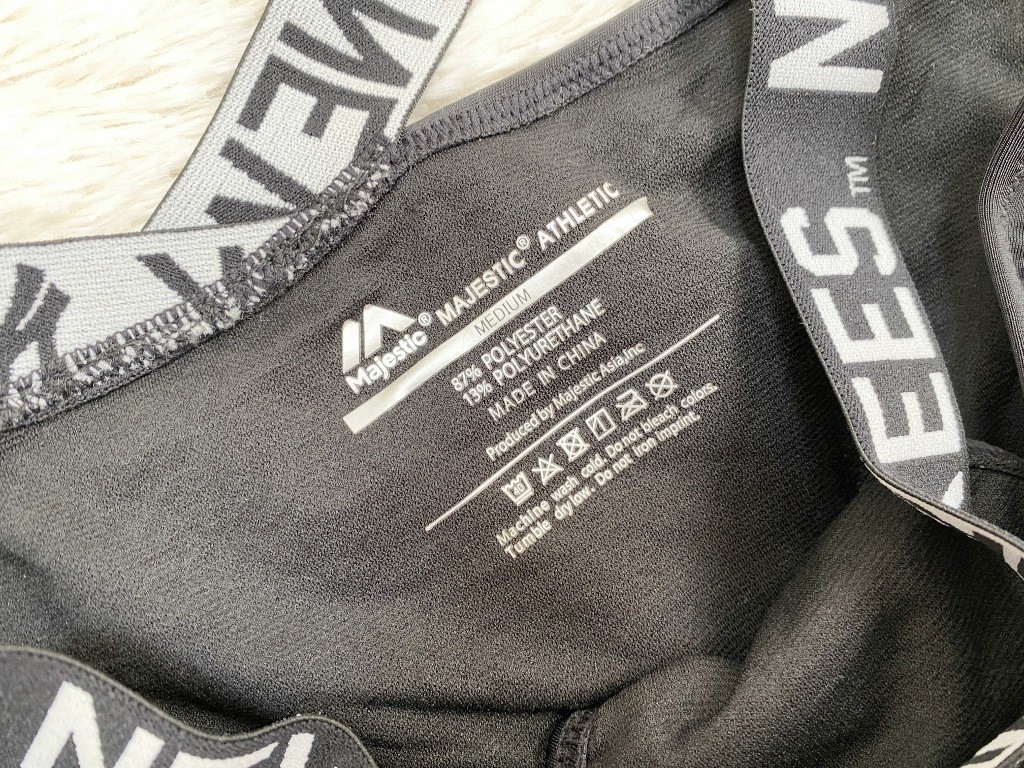 Majestic® MAJESTIC® ATHLETIC
MEDIUM
87% POLYESTER
13% POLYURETHANE
MADE IN CHINA
Produced by Majestic Asia,Inc
Machine wash cold. Do not bleach colors.
Tumble dry low. Do not iron imprint.
EES™ N
NE